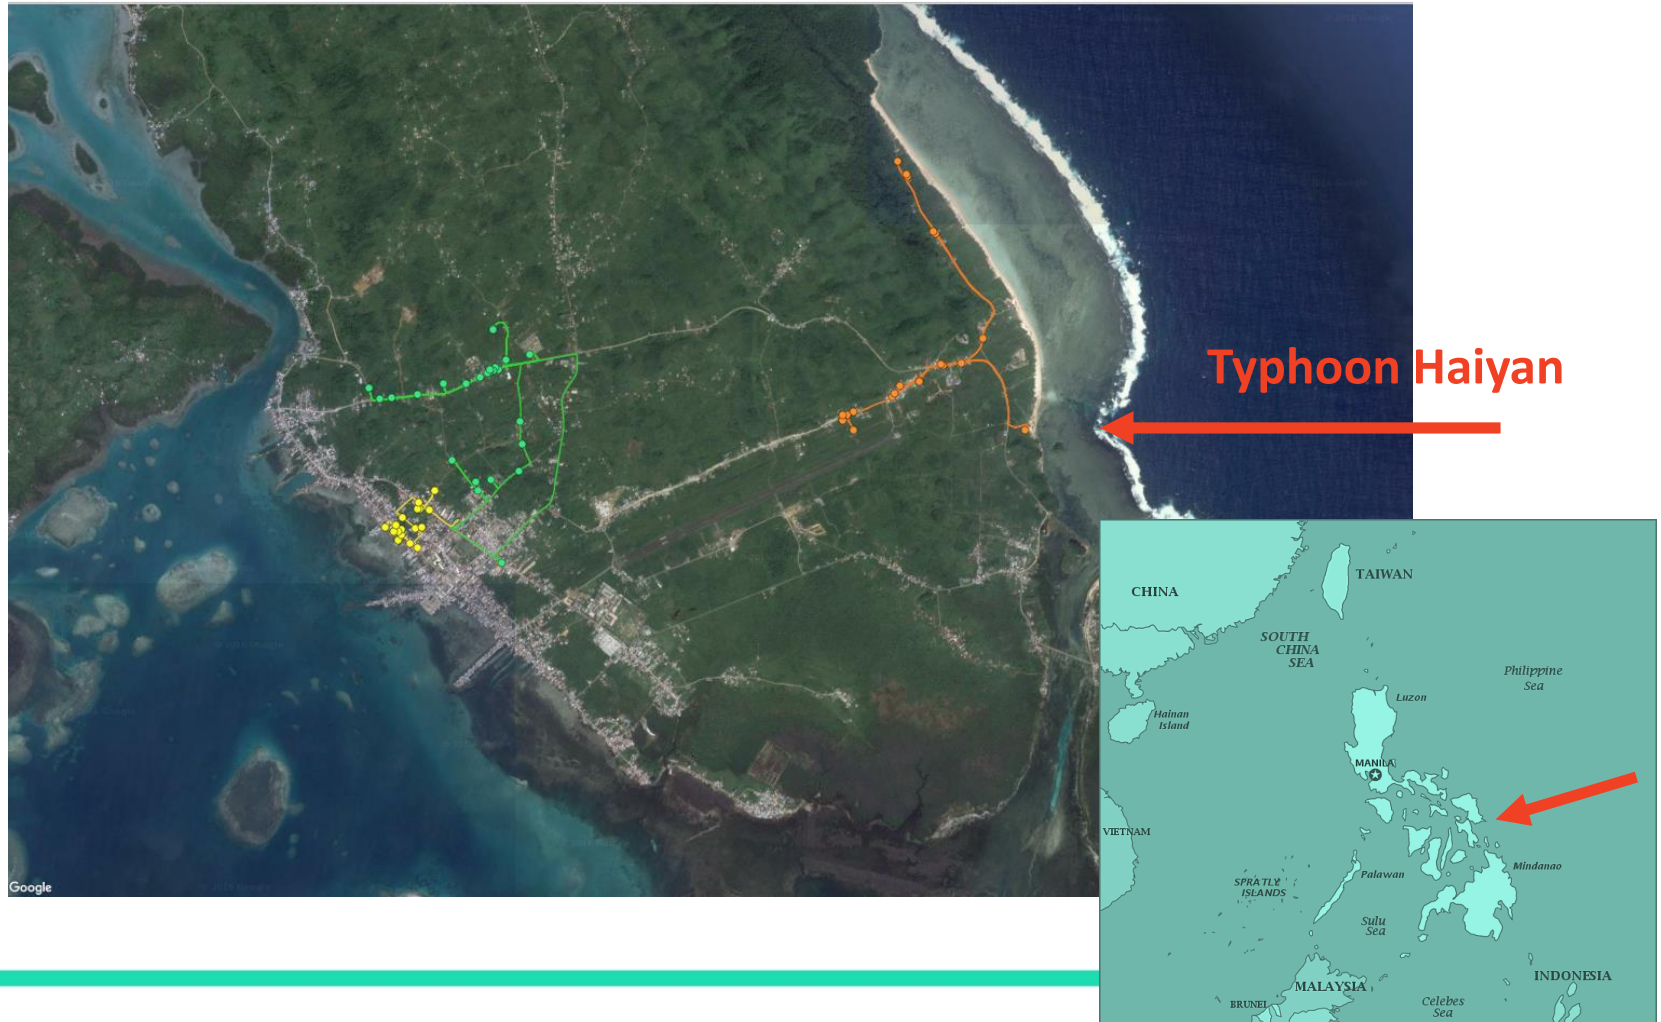 Typhoon Haiyan
Google
TAIWAN
CHINA
SOUTH
CHINA
SEA
Philippine
Sea
Luzon
Hainan
Island
MANILA
VIETNAM
Mindanao
Palawan
SPRATLY
ISLANDS
Sulu
Sea
INDONESIA
MALAYSIA
BRUNEI
Celebes
Sea